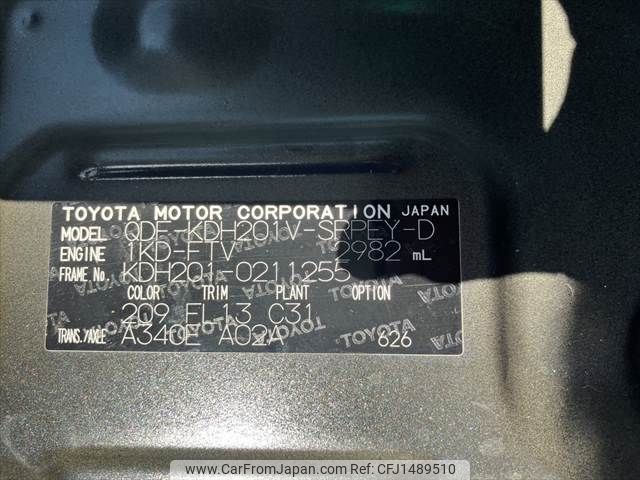 TOYOTA MOTOR CORPORATION JAPAN
MODEL QDF-KDH201V-SRPEY-D
ENGINE 1KD-FTV 2982 mL
FRAME No. KDH201-0211255
COLOR TRIM PLANT OPTION
209 FL13 C31
TRANS./AXLE A340E A02A 626
www.CarFromJapan.com | Ref No: CFJ1489510